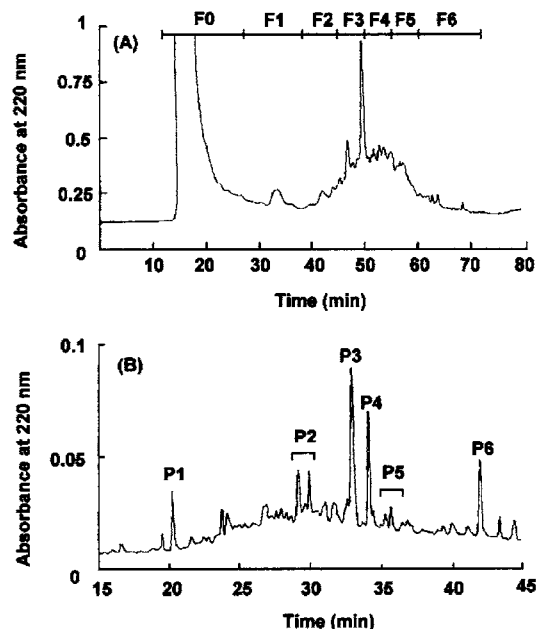 (A) F0 F1 F2 F3 F4 F5 F6
1
0.75
0.5
0.25
0
Absorbance at 220 nm
10 20 30 40 50 60 70 80
Time (min)
(B)
0.1
0.05
0
Absorbance at 220 nm
P1
P2
P3
P4
P5
P6
15 20 25 30 35 40 45
Time (min)